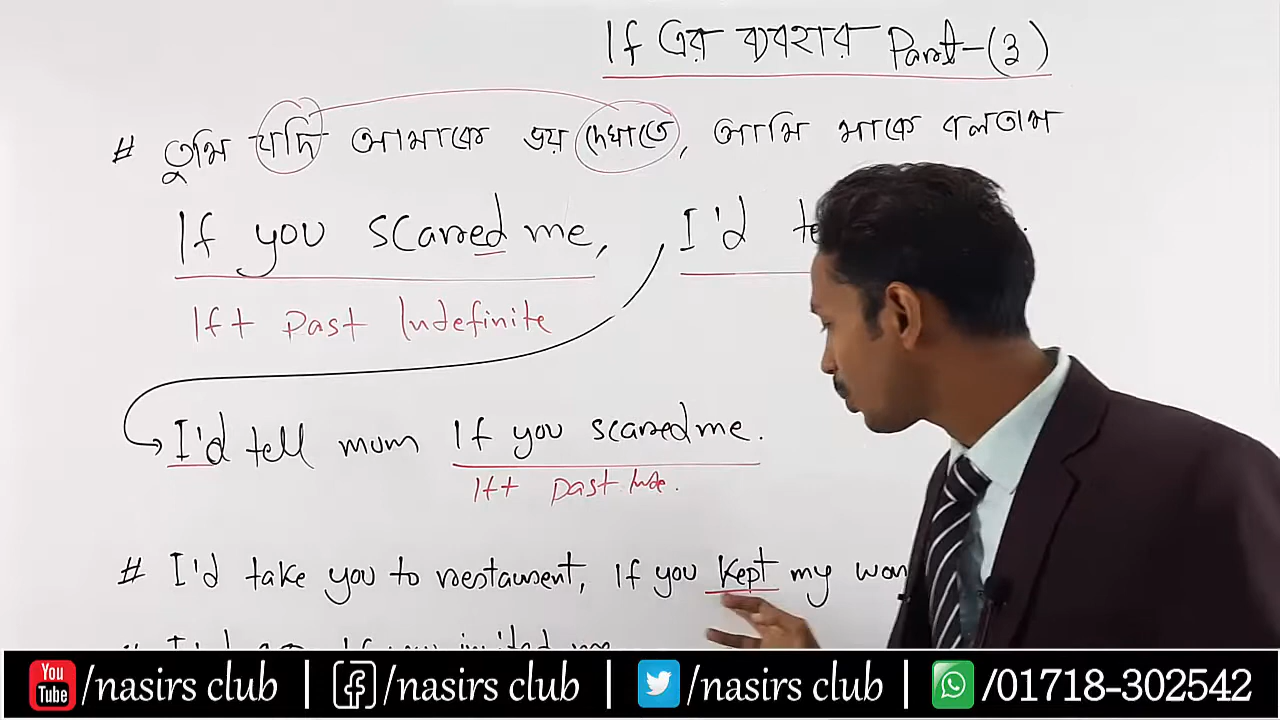 If এর ব্যবহার Part-(3)
# তুমি যদি আমাকে ভয় দেখাতে, আমি মাকে বলতাম
If you scared me, I'd
If + Past Indefinite
I'd tell mum If you scared me.
If + past Inde.
# I'd take you to restaurent, If you kept my
You Tube /nasirs club f /nasirs club /nasirs club /01718-302542